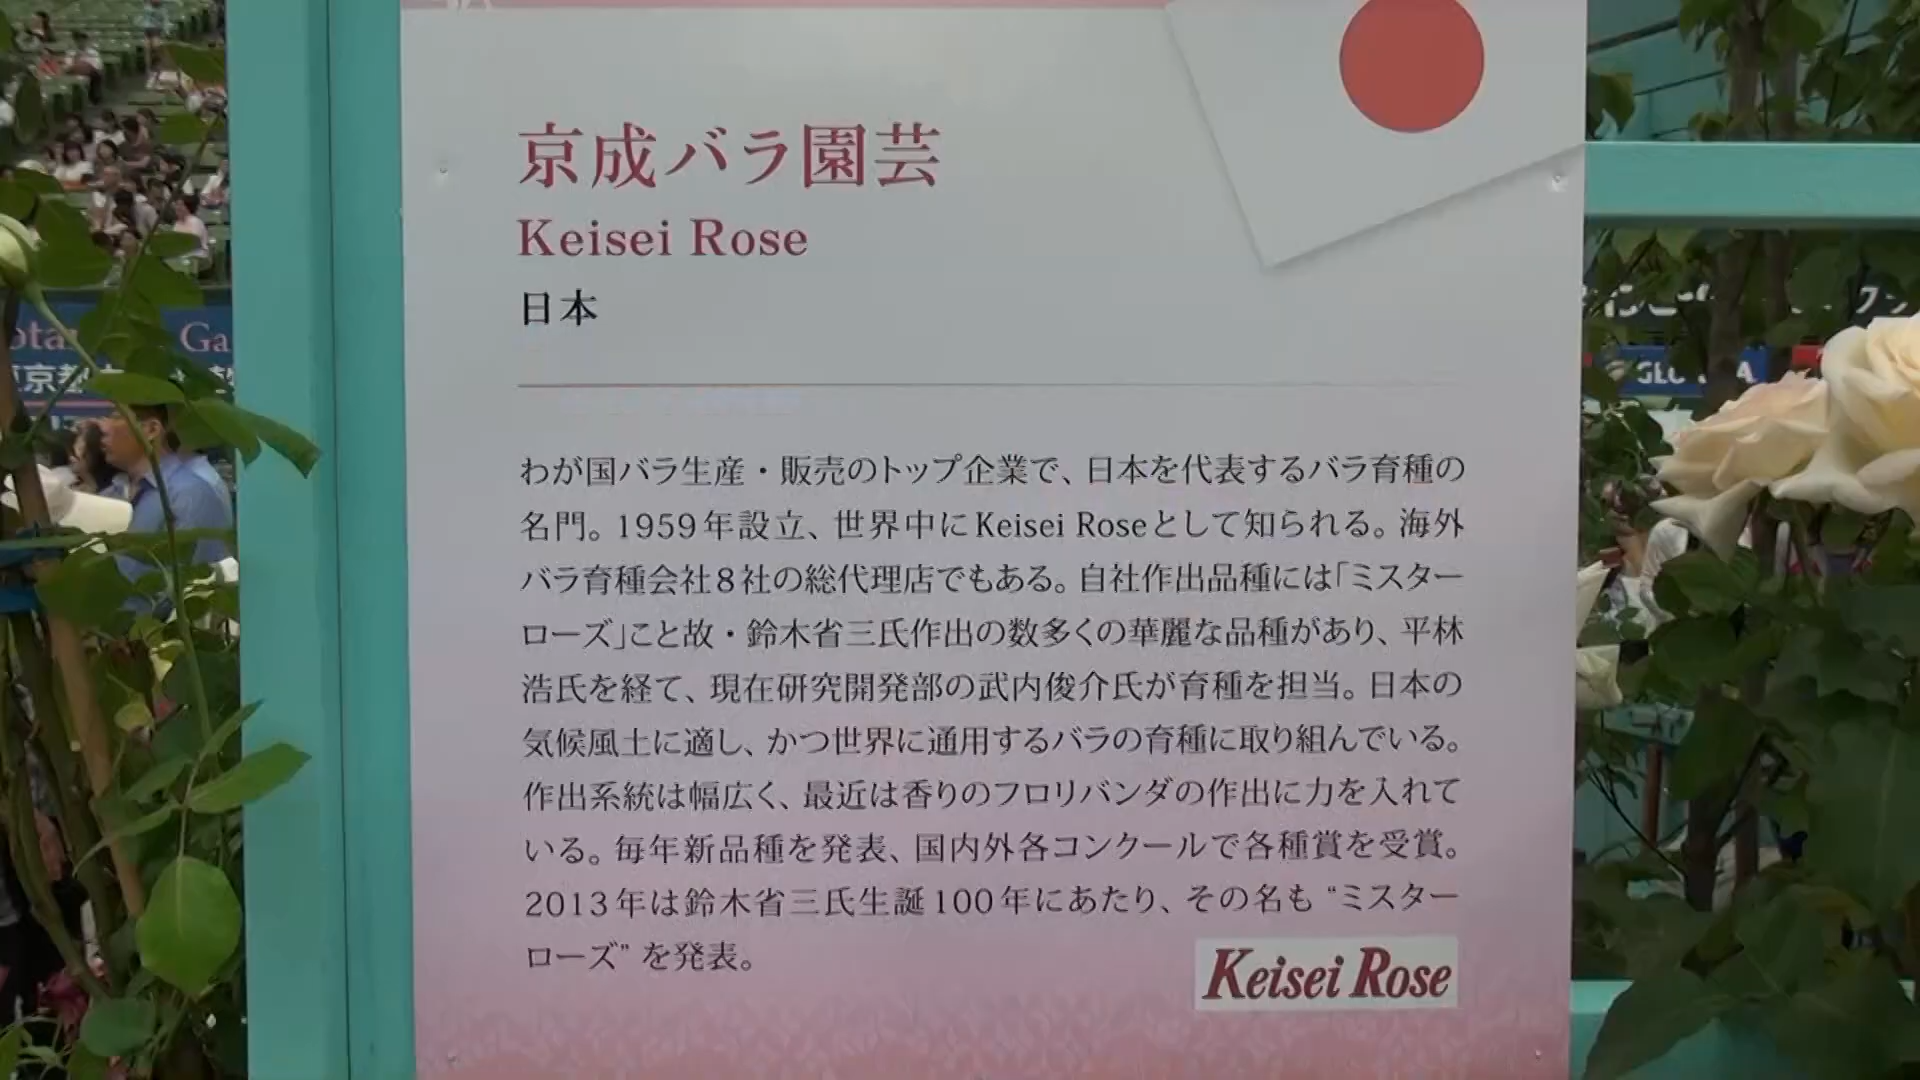 京成バラ園芸
Keisei Rose
日本
わが国バラ生産・販売のトップ企業で、日本を代表するバラ育種の
名門。1959年設立、世界中にKeisei Roseとして知られる。海外
バラ育種会社8社の総代理店でもある。自社作出品種には「ミスター
ローズ」こと故・鈴木省三氏作出の数多くの華麗な品種があり、平林
浩氏を経て、現在研究開発部の武内俊介氏が育種を担当。日本の
気候風土に適し、かつ世界に通用するバラの育種に取り組んでいる。
作出系統は幅広く、最近は香りのフロリバンダの作出に力を入れて
いる。毎年新品種を発表、国内外各コンクールで各種賞を受賞。
2013年は鈴木省三氏生誕100年にあたり、その名も “ミスター
ローズ” を発表。
Keisei Rose